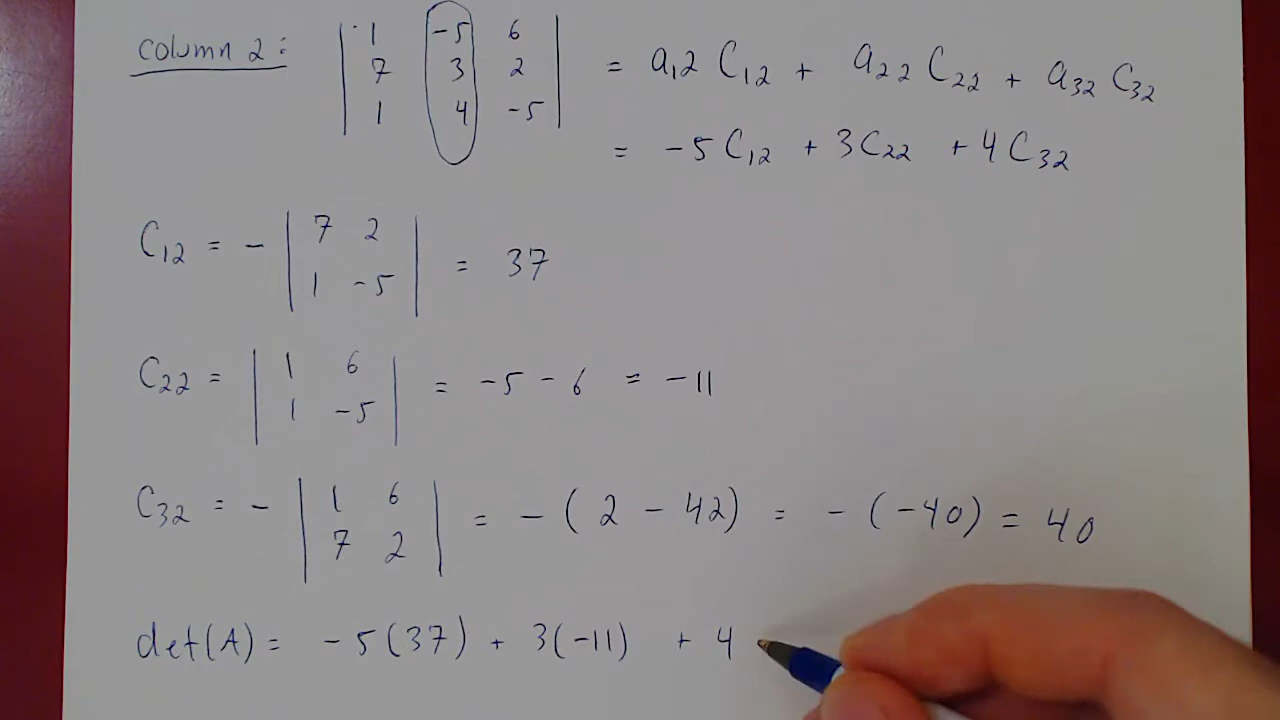 column 2: | 1 -5 6 | = a12 C12 + a22 C22 + a32 C32
| 7 3 2 |
| 1 4 -5 | = -5 C12 + 3C22 + 4 C32
C12 = - | 7 2 | = 37
| 1 -5 |
C22 = | 1 6 | = -5 - 6 = -11
| 1 -5 |
C32 = - | 1 6 | = - ( 2 - 42) = - (-40) = 40
| 7 2 |
det(A) = -5(37) + 3(-11) + 4